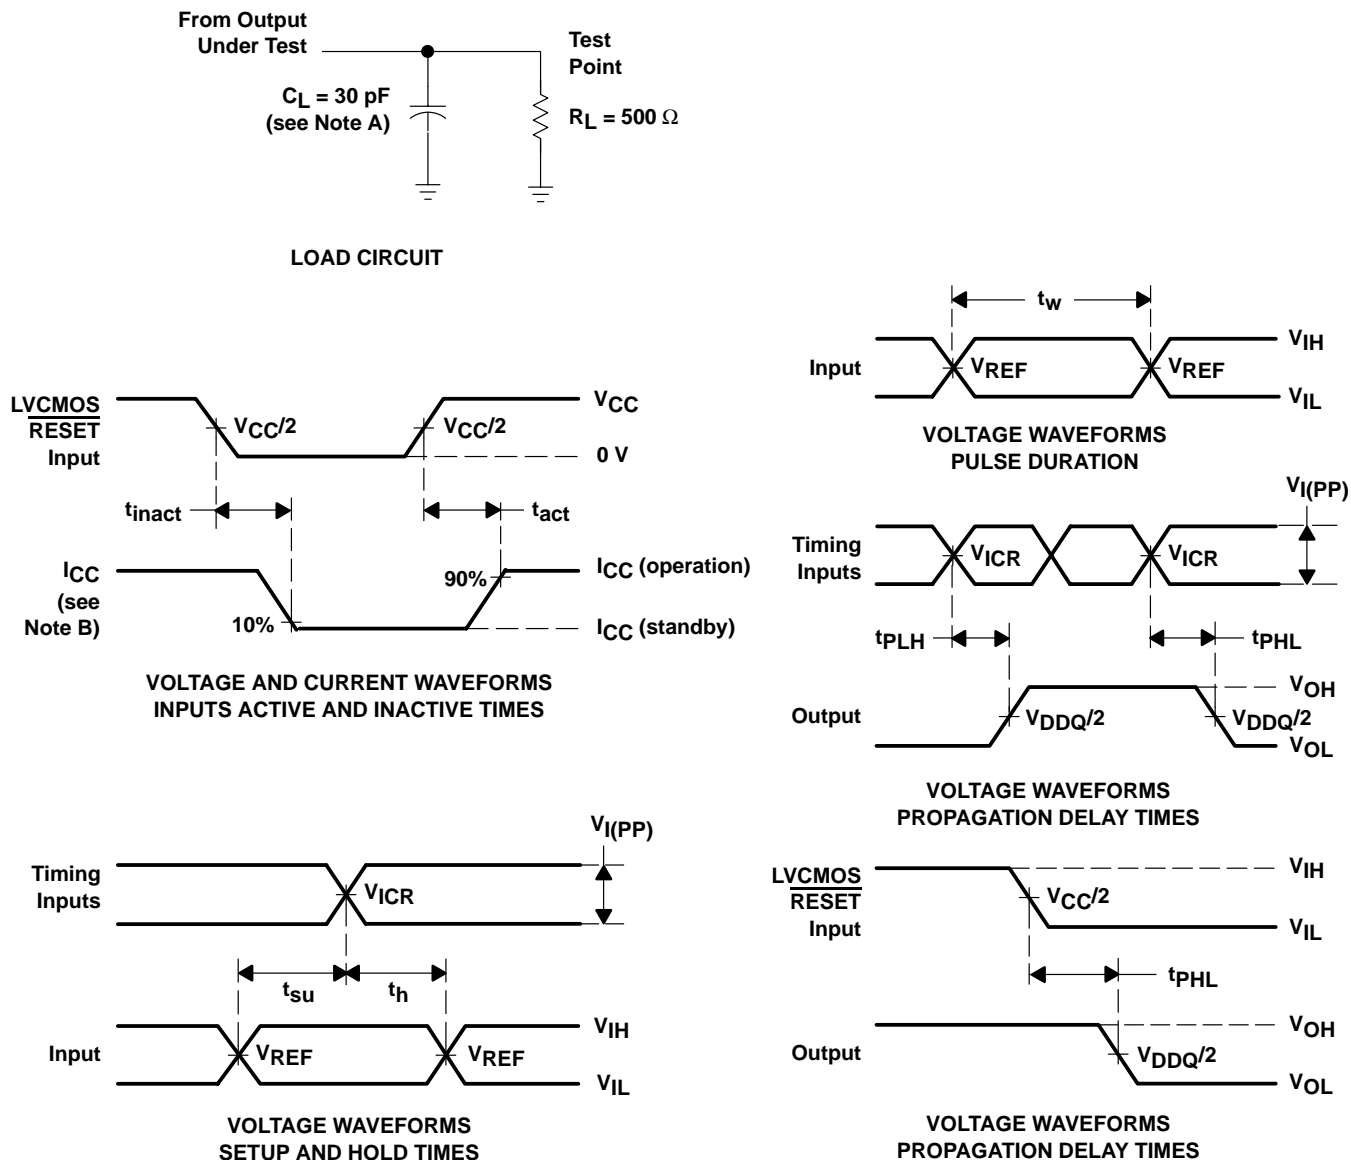 From Output
Under Test
Test
Point
CL = 30 pF
(see Note A)
RL = 500 Ω
LOAD CIRCUIT
LVCMOS
RESET
Input
VCC/2
VCC/2
VCC
0 V
tinact
tact
ICC
(see
Note B)
10%
90%
ICC (operation)
ICC (standby)
VOLTAGE AND CURRENT WAVEFORMS
INPUTS ACTIVE AND INACTIVE TIMES
Timing
Inputs
VICR
VI(PP)
tsu
th
Input
VREF
VREF
VIH
VIL
VOLTAGE WAVEFORMS
SETUP AND HOLD TIMES
tw
Input
VREF
VREF
VIH
VIL
VOLTAGE WAVEFORMS
PULSE DURATION
VI(PP)
Timing
Inputs
VICR
VICR
tPLH
tPHL
Output
VDDQ/2
VDDQ/2
VOH
VOL
VOLTAGE WAVEFORMS
PROPAGATION DELAY TIMES
LVCMOS
RESET
Input
VCC/2
VIH
VIL
tPHL
Output
VDDQ/2
VOH
VOL
VOLTAGE WAVEFORMS
PROPAGATION DELAY TIMES